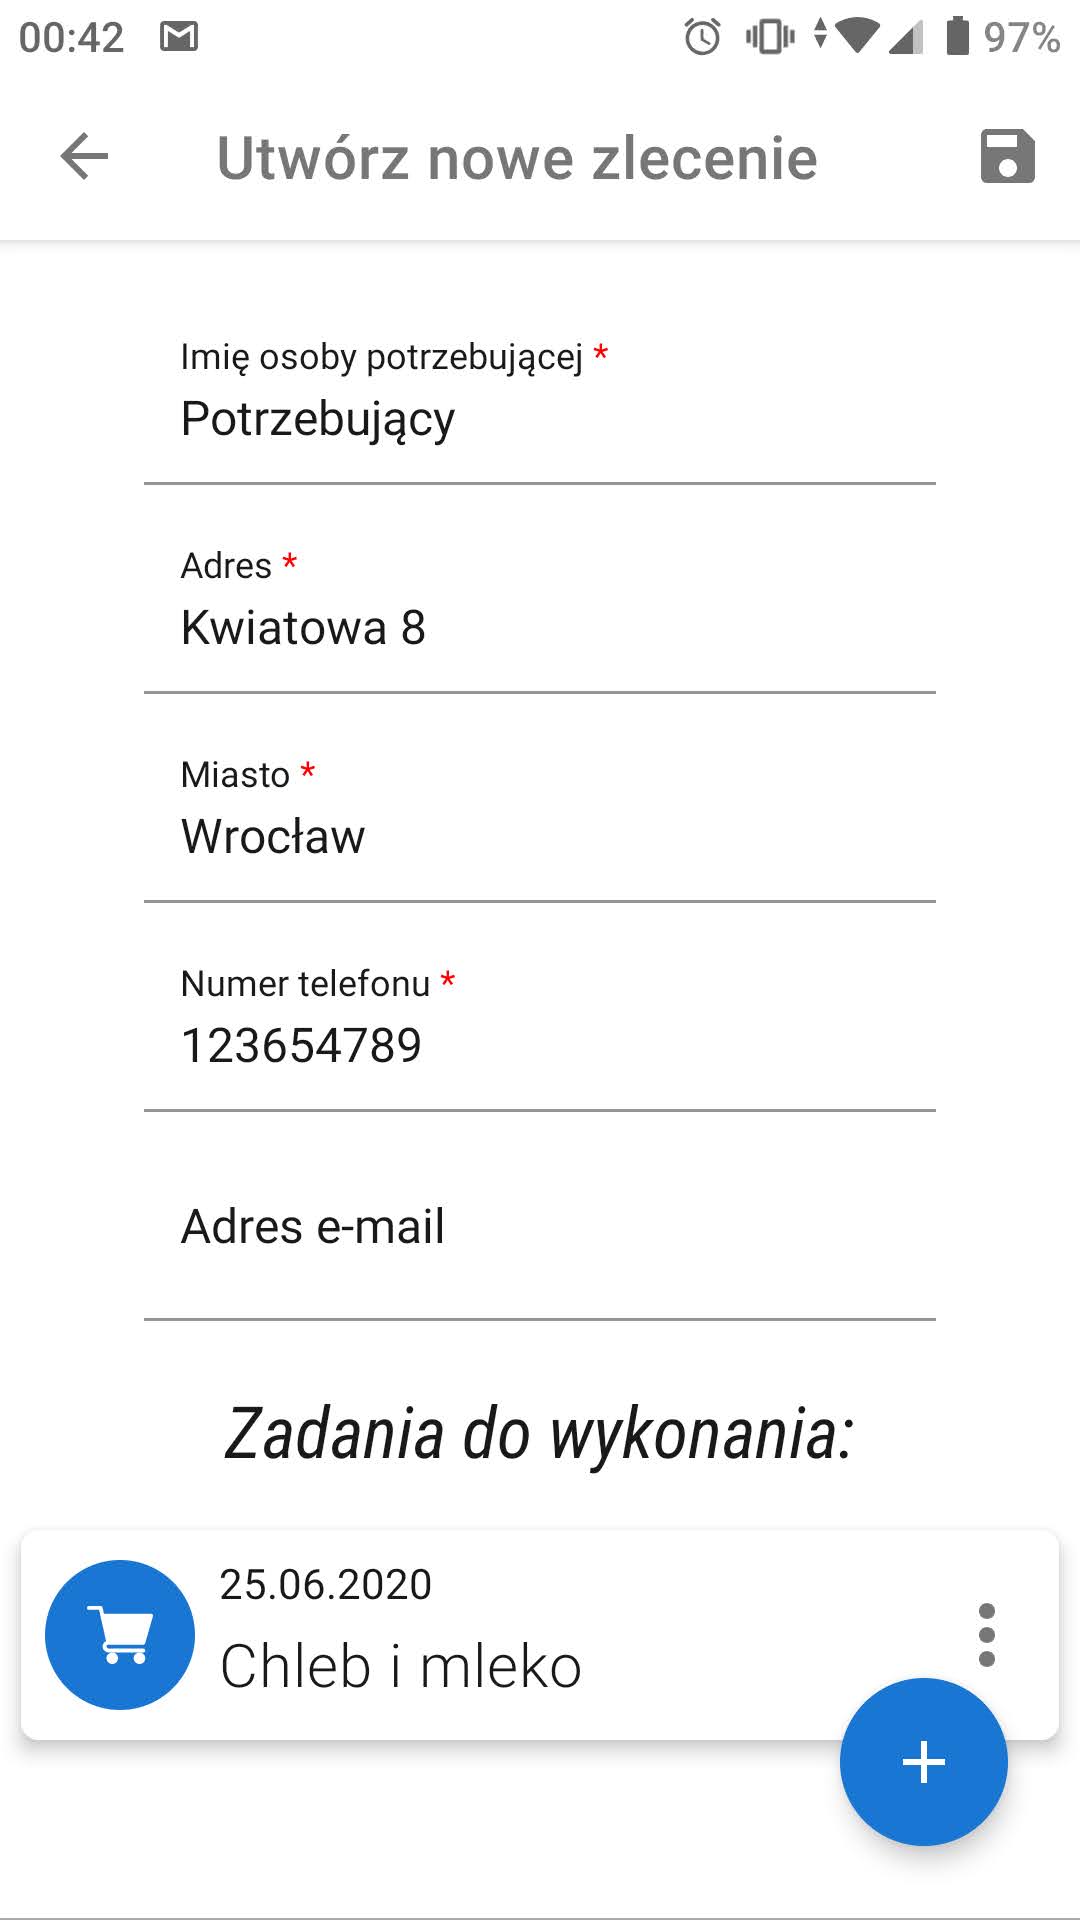 00:42
97%
Utwórz nowe zlecenie
Imię osoby potrzebującej *
Potrzebujący
Adres *
Kwiatowa 8
Miasto *
Wrocław
Numer telefonu *
123654789
Adres e-mail
Zadania do wykonania:
25.06.2020
Chleb i mleko